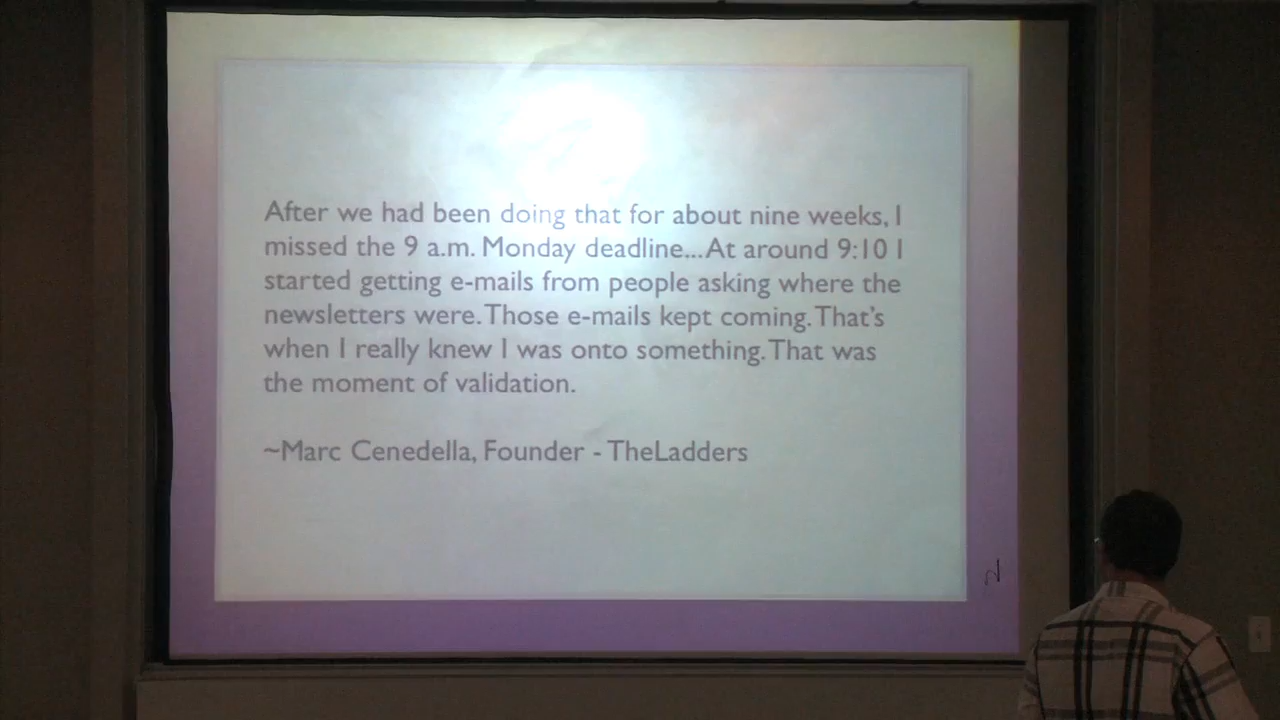 After we had been doing that for about nine weeks, I
missed the 9 a.m. Monday deadline...At around 9:10 I
started getting e-mails from people asking where the
newsletters were. Those e-mails kept coming. That's
when I really knew I was onto something. That was
the moment of validation.
~Marc Cenedella, Founder - TheLadders